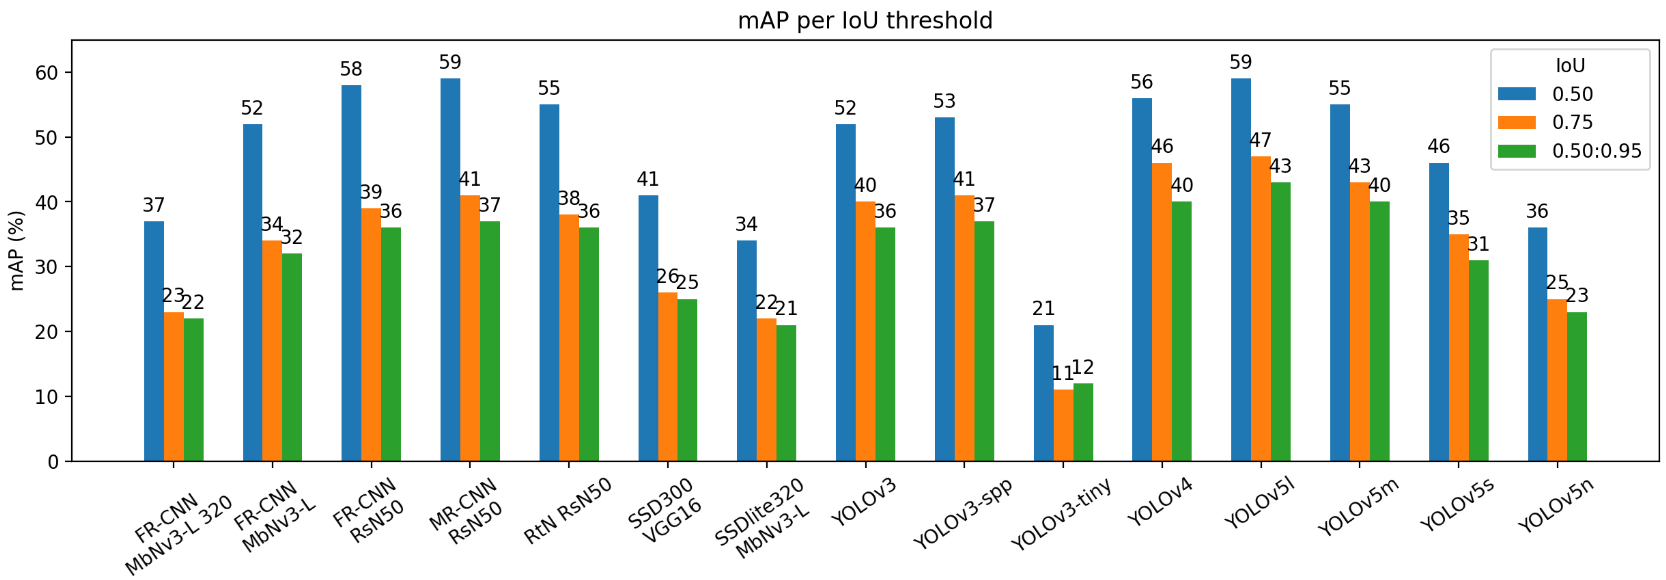 mAP per IoU threshold
mAP (%)
60
50
40
30
20
10
0
37
23
22
52
34
32
58
39
36
59
41
37
55
38
36
41
26
25
34
22
21
52
40
36
53
41
37
21
11
12
56
46
40
59
47
43
55
43
40
46
35
31
36
25
23
IoU
0.50
0.75
0.50:0.95
FR-CNN
MbNv3-L 320
FR-CNN
MbNv3-L
FR-CNN
RsN50
MR-CNN
RsN50
RtN RsN50
SSD300
VGG16
SSDlite320
MbNv3-L
YOLOv3
YOLOv3-spp
YOLOv3-tiny
YOLOv4
YOLOv5l
YOLOv5m
YOLOv5s
YOLOv5n